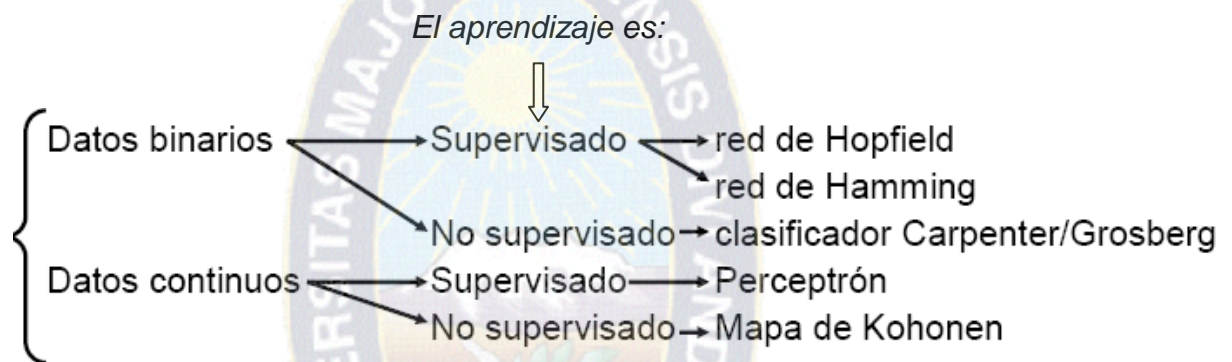 El aprendizaje es:
Datos binarios Supervisado red de Hopfield
red de Hamming
No supervisado clasificador Carpenter/Grosberg
Datos continuos Supervisado Perceptrón
No supervisado Mapa de Kohonen